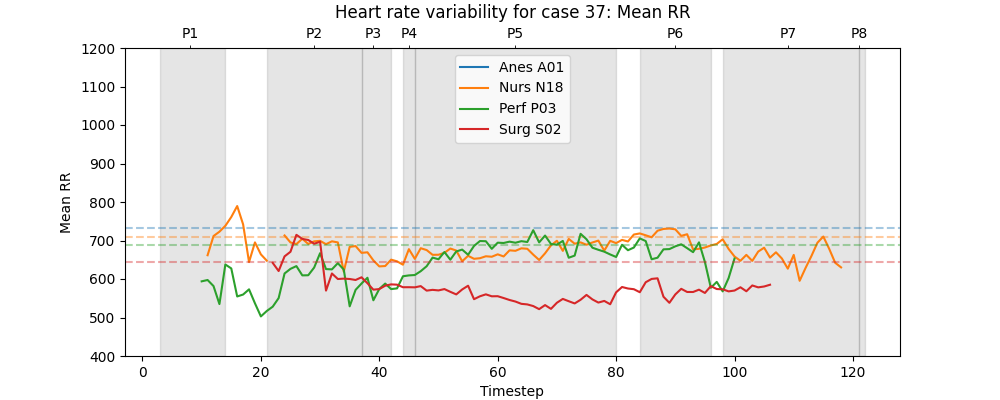 Heart rate variability for case 37: Mean RR
P1 P2 P3 P4 P5 P6 P7 P8
1200
1100
1000
900
800
700
600
500
400
Mean RR
Anes A01
Nurs N18
Perf P03
Surg S02
0 20 40 60 80 100 120
Timestep